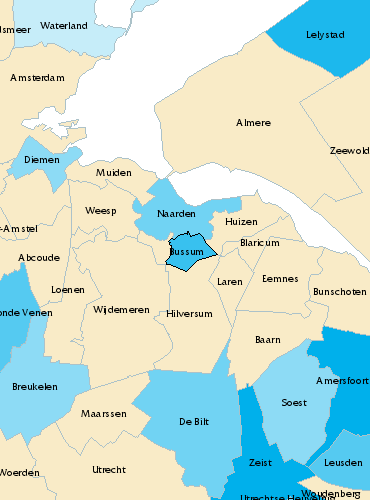 Waterland
Lelystad
Amsterdam
Almere
Zeewold
Diemen
Muiden
Weesp
Naarden
Huizen
-Amstel
Blaricum
Bussum
Abcoude
Laren
Eemnes
Loenen
Bunschoten
onde Venen
Wijdemeren
Hilversum
Baarn
Breukelen
Amersfoort
Soest
Maarssen
De Bilt
Zeist
Leusden
Woerden
Utrecht
Woudenberg
Utrechtse Heuvelrug